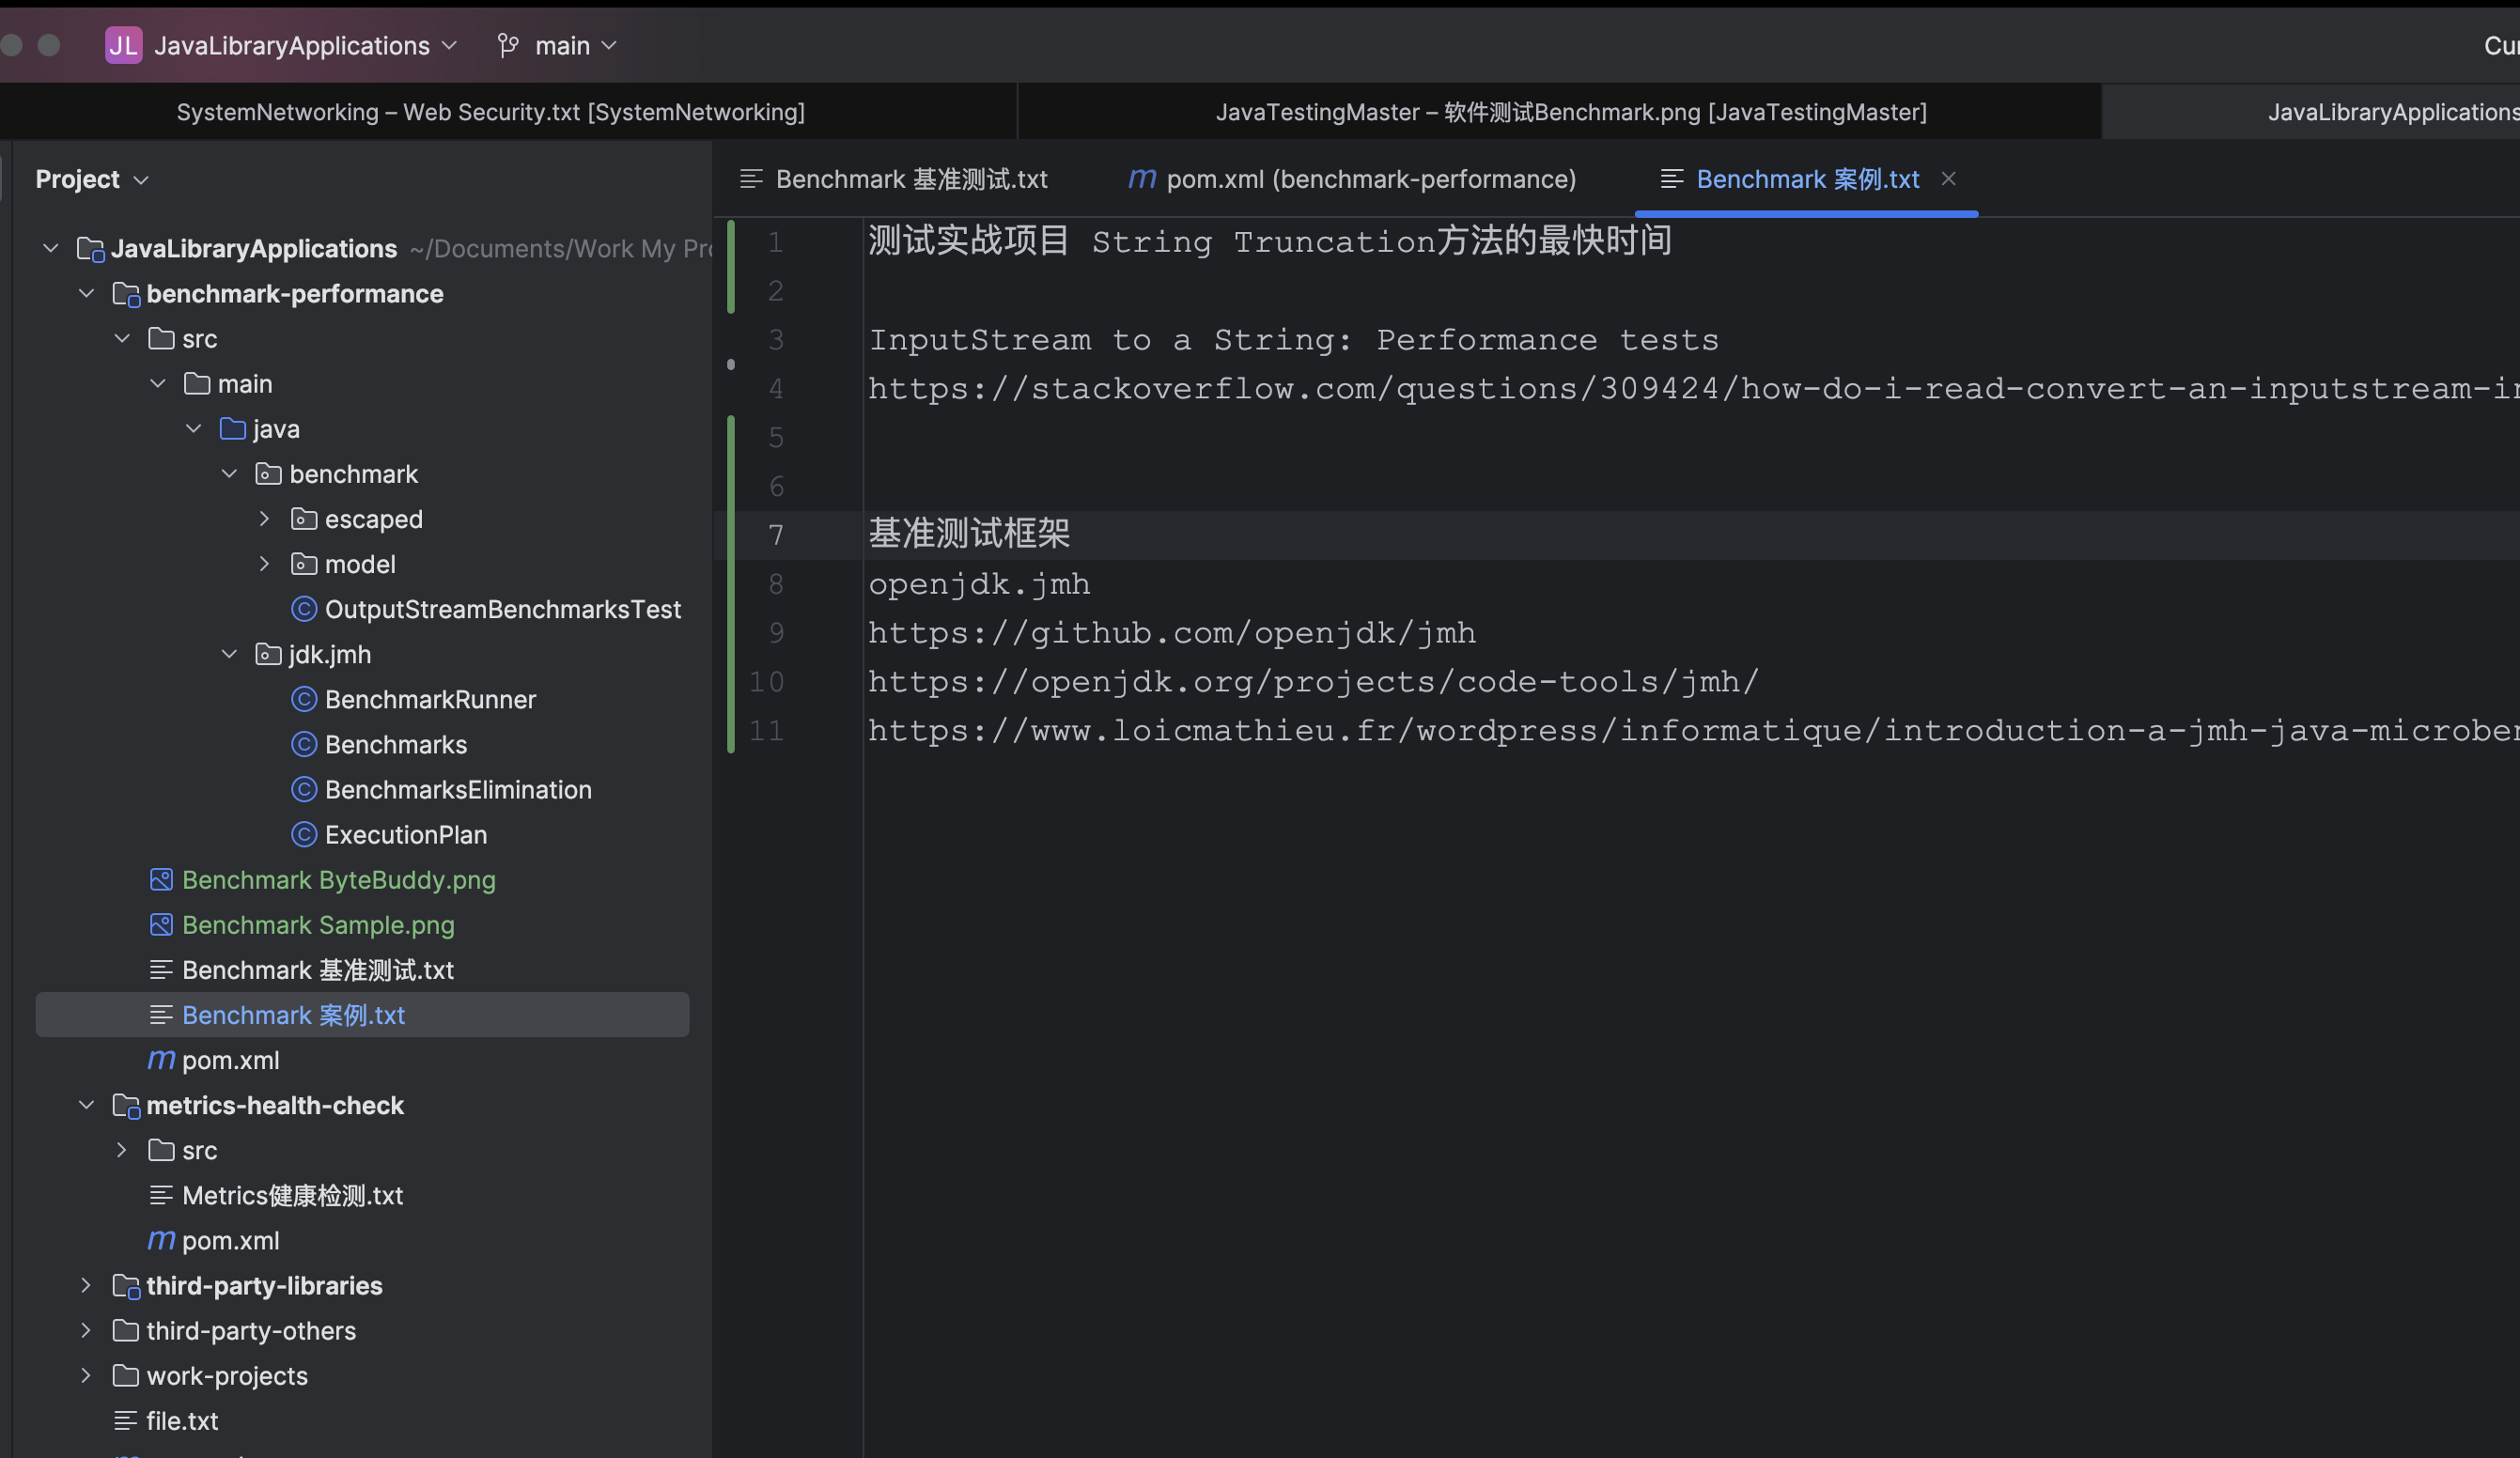 JL JavaLibraryApplications main
SystemNetworking – Web Security.txt [SystemNetworking]
JavaTestingMaster – 软件测试Benchmark.png [JavaTestingMaster]
JavaLibraryApplications
Project
JavaLibraryApplications ~/Documents/Work My
benchmark-performance
src
main
java
benchmark
escaped
model
OutputStreamBenchmarksTest
jdk.jmh
BenchmarkRunner
Benchmarks
BenchmarksElimination
ExecutionPlan
Benchmark ByteBuddy.png
Benchmark Sample.png
Benchmark 基准测试.txt
Benchmark 案例.txt
m pom.xml
metrics-health-check
src
Metrics健康检测.txt
m pom.xml
third-party-libraries
third-party-others
work-projects
file.txt
Benchmark 基准测试.txt
m pom.xml (benchmark-performance)
Benchmark 案例.txt
1 测试实战项目 String Truncation方法的最快时间
2
3 InputStream to a String: Performance tests
4 https://stackoverflow.com/questions/309424/how-do-i-read-convert-an-inputstream-in
5
6
7 基准测试框架
8 openjdk.jmh
9 https://github.com/openjdk/jmh
10 https://openjdk.org/projects/code-tools/jmh/
11 https://www.loicmathieu.fr/wordpress/informatique/introduction-a-jmh-java-microben